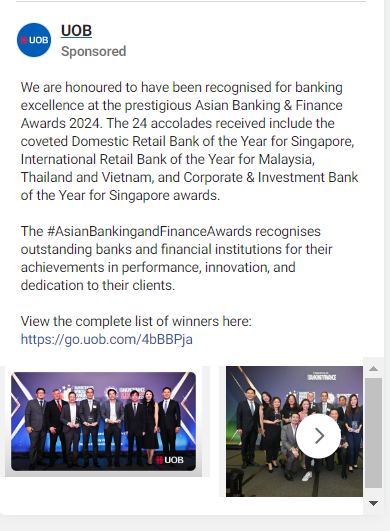 UOB
UOB
Sponsored
We are honoured to have been recognised for banking
excellence at the prestigious Asian Banking & Finance
Awards 2024. The 24 accolades received include the
coveted Domestic Retail Bank of the Year for Singapore,
International Retail Bank of the Year for Malaysia,
Thailand and Vietnam, and Corporate & Investment Bank
of the Year for Singapore awards.
The #AsianBankingandFinanceAwards recognises
outstanding banks and financial institutions for their
achievements in performance, innovation, and
dedication to their clients.
View the complete list of winners here:
https://go.uob.com/4bBBPja
UOB